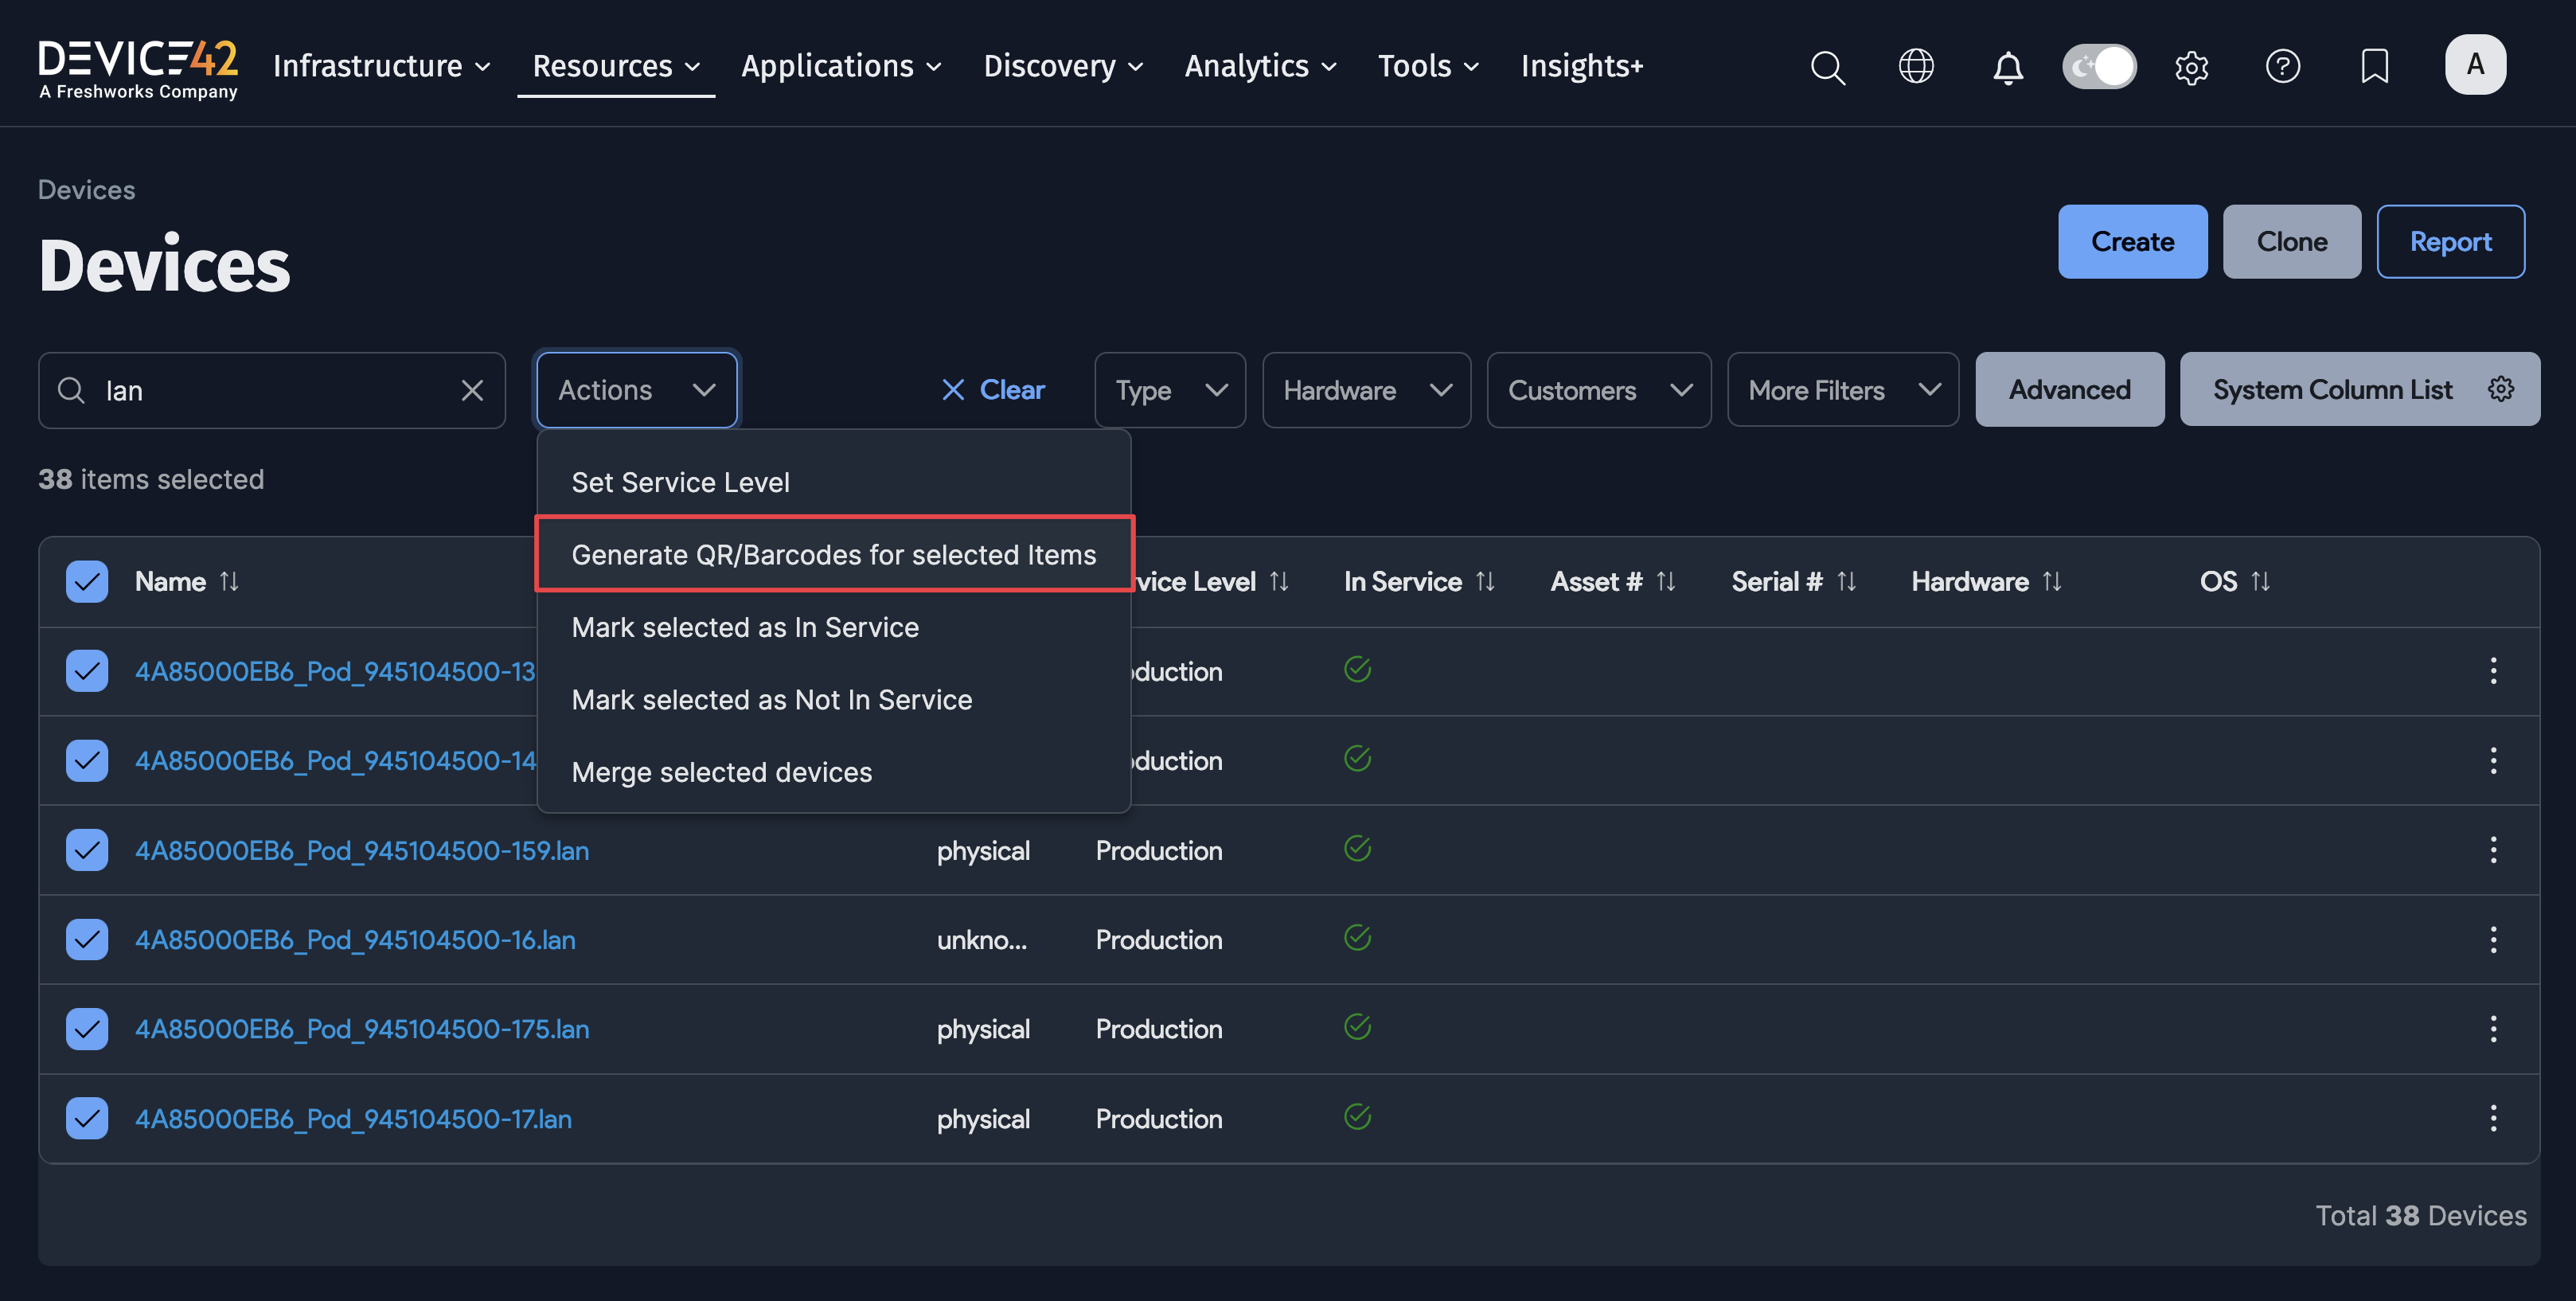 DEVICE42
A Freshworks Company
Infrastructure Resources Applications Discovery Analytics Tools Insights+
A
Devices
Devices
Create Clone Report
lan Actions Clear Type Hardware Customers More Filters Advanced System Column List
38 items selected
Set Service Level
Generate QR/Barcodes for selected Items
Mark selected as In Service
Mark selected as Not In Service
Merge selected devices
Name vice Level In Service Asset # Serial # Hardware OS
4A85000EB6_Pod_945104500-13 duction
4A85000EB6_Pod_945104500-14 duction
4A85000EB6_Pod_945104500-159.lan physical Production
4A85000EB6_Pod_945104500-16.lan unkno... Production
4A85000EB6_Pod_945104500-175.lan physical Production
4A85000EB6_Pod_945104500-17.lan physical Production
Total 38 Devices